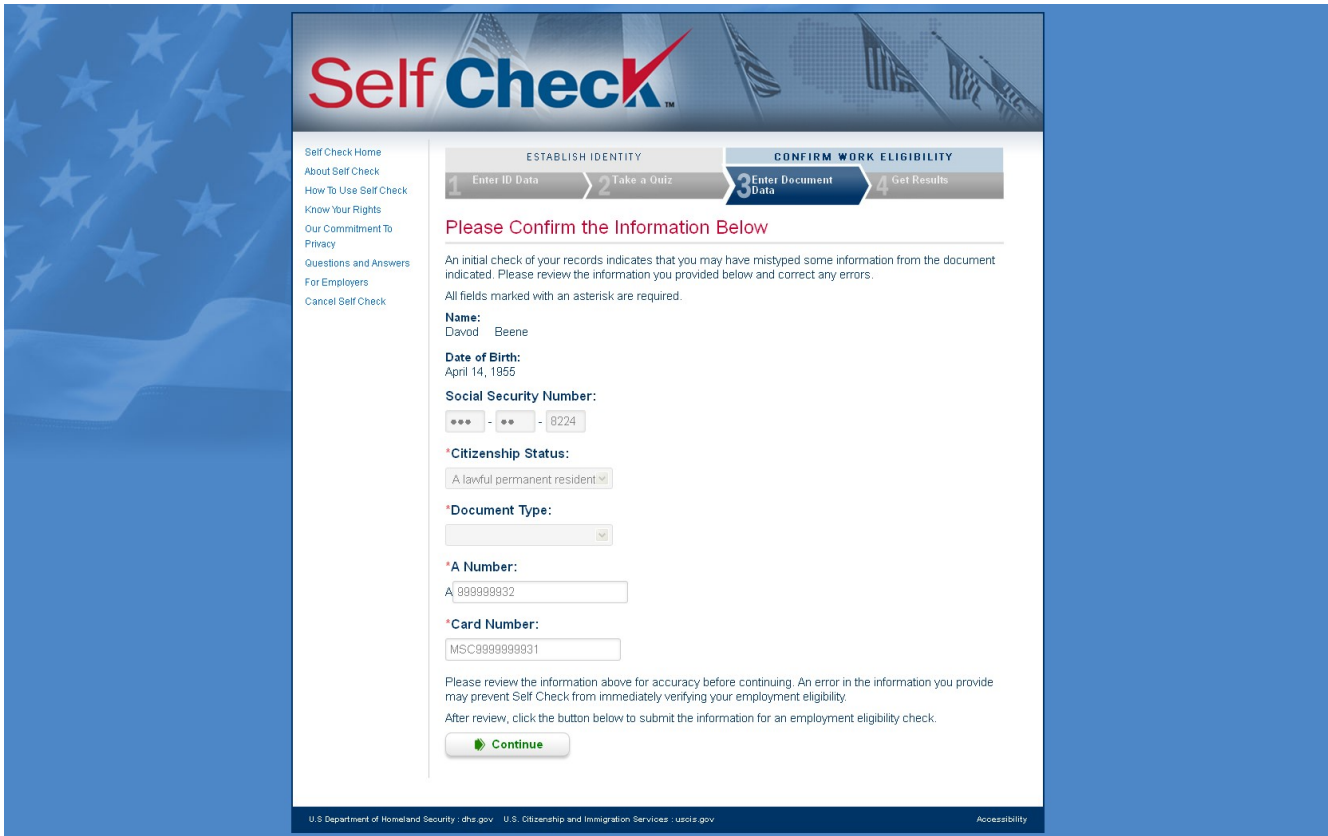 Self Check™
Self Check Home
About Self Check
How To Use Self Check
Know Your Rights
Our Commitment To
Privacy
Questions and Answers
For Employers
Cancel Self Check
ESTABLISH IDENTITY
CONFIRM WORK ELIGIBILITY
1 Enter ID Data
2 Take a Quiz
3 Enter Document
Data
4 Get Results
Please Confirm the Information Below
An initial check of your records indicates that you may have mistyped some information from the document
indicated. Please review the information you provided below and correct any errors.
All fields marked with an asterisk are required.
Name:
Davod Beene
Date of Birth:
April 14, 1955
Social Security Number:
••• - •• - 8224
*Citizenship Status:
A lawful permanent resident
*Document Type:
*A Number:
A 999999932
*Card Number:
MSC9999999931
Please review the information above for accuracy before continuing. An error in the information you provide
may prevent Self Check from immediately verifying your employment eligibility.
After review, click the button below to submit the information for an employment eligibility check.
Continue
U.S Department of Homeland Security : dhs.gov U.S. Citizenship and Immigration Services : uscis.gov Accessibility